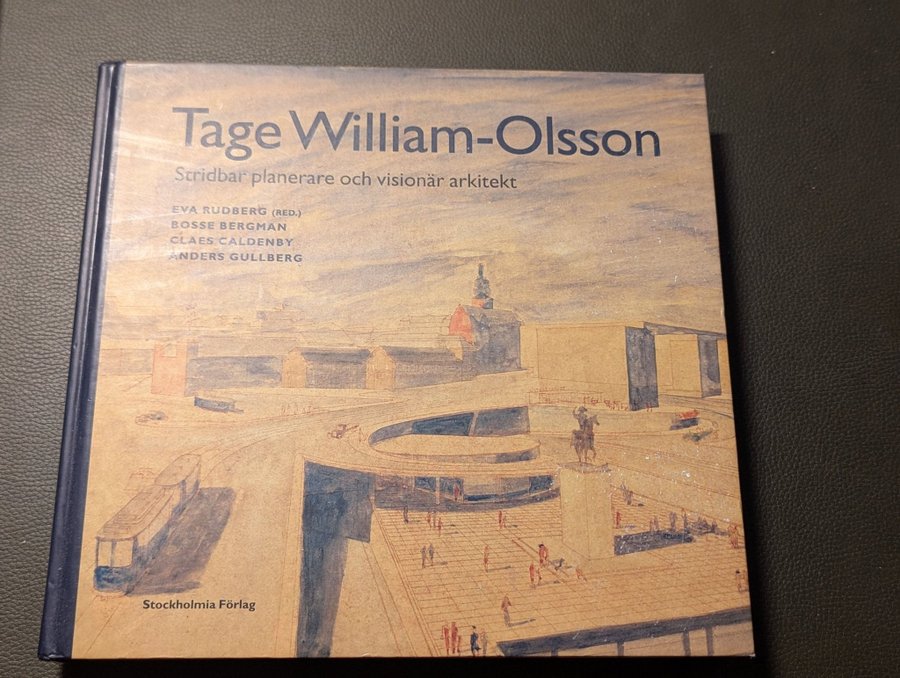 Tage William-Olsson
Stridbar planerare och visionär arkitekt
EVA RUDBERG (RED.)
BOSSE BERGMAN
CLAES CALDENBY
ANDERS GULLBERG
Stockholmia Förlag